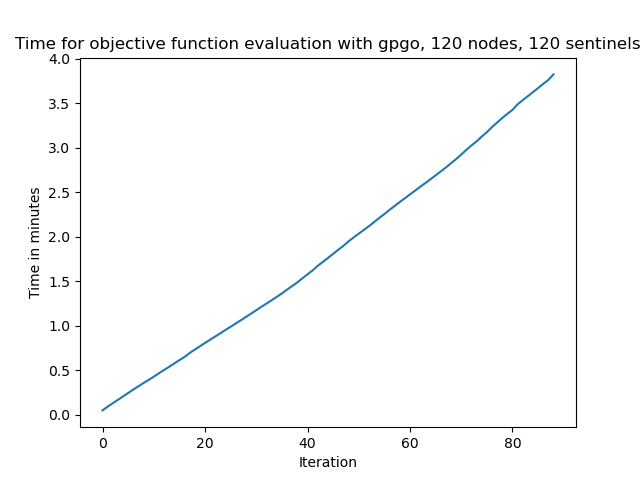 Time for objective function evaluation with gpgo, 120 nodes, 120 sentinels
4.0
3.5
3.0
2.5
2.0
1.5
1.0
0.5
0.0
Time in minutes
0 20 40 60 80
Iteration